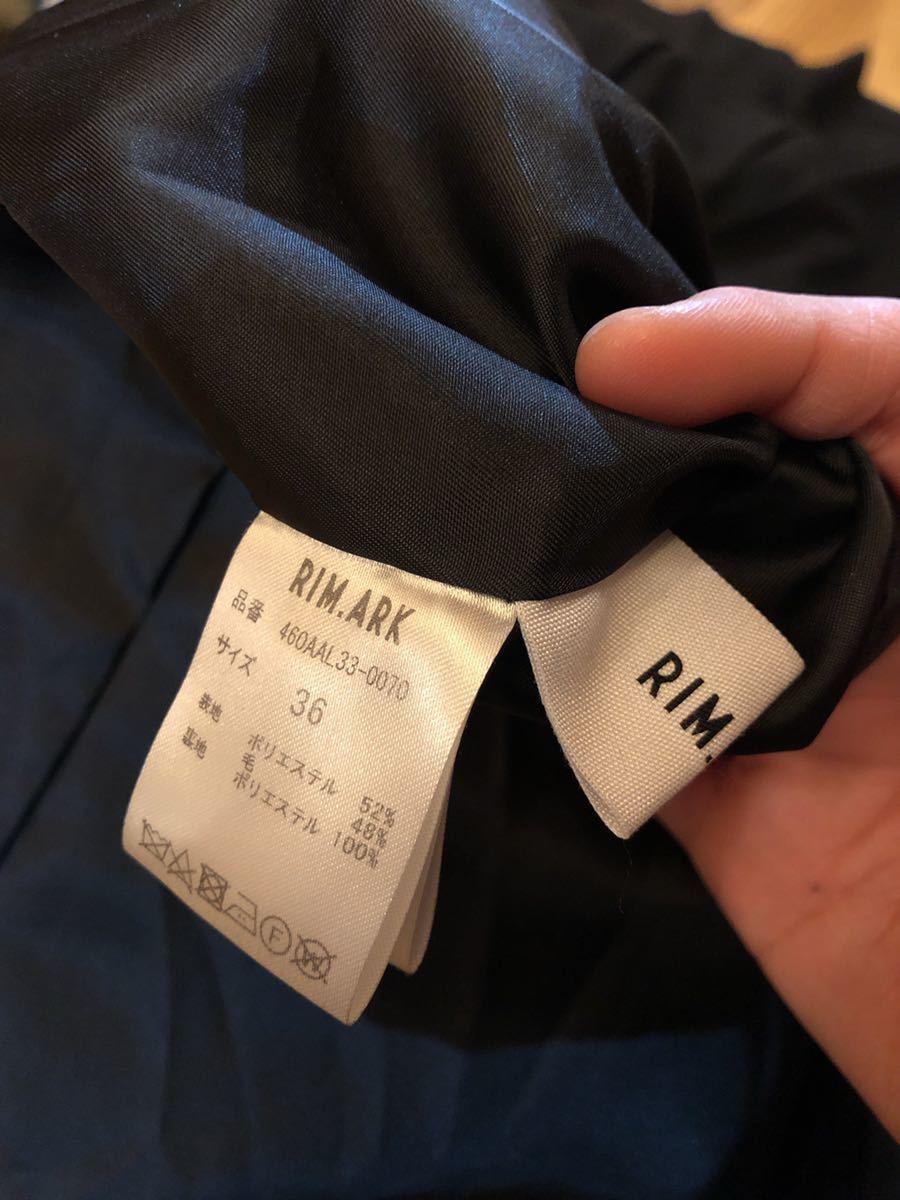 RIM.ARK
品番 460AAL33-0070
サイズ
36
表地 ポリエステル 52%
毛 48%
裏地 ポリエステル 100%
F
W
RIM.